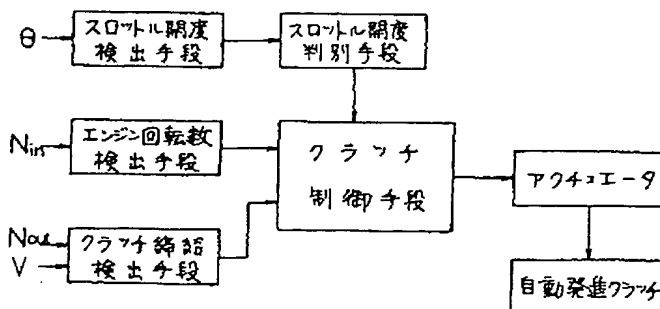 θ
スロットル開度
検出手段
スロットル開度
判別手段
Nin
エンジン回転数
検出手段
クラッチ
制御手段
アクチュエータ
Nout
V
クラッチ締結
検出手段
自動発進クラッチ